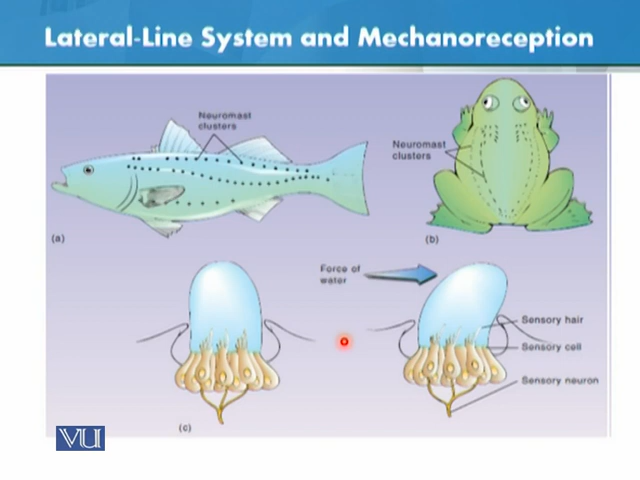 Lateral-Line System and Mechanoreception
Neuromast
clusters
Neuromast
clusters
(a)
(b)
Force of
water
Sensory hair
Sensory cell
Sensory neuron
(c)
VU